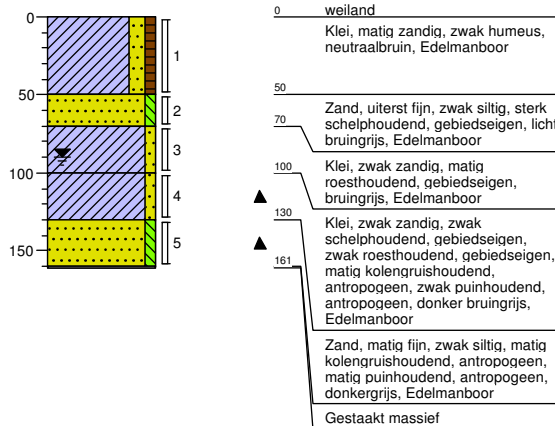 0
50
100
150
1
2
3
4
5
0 weiland
Klei, matig zandig, zwak humeus,
neutraalbruin, Edelmanboor
50
Zand, uiterst fijn, zwak siltig, sterk
70 schelphoudend, gebiedseigen, licht
bruingrijs, Edelmanboor
100 Klei, zwak zandig, matig
roesthoudend, gebiedseigen,
bruingrijs, Edelmanboor
130 Klei, zwak zandig, zwak
schelphoudend, gebiedseigen,
zwak roesthoudend, gebiedseigen,
161 matig kolengruishoudend,
antropogeen, zwak puinhoudend,
antropogeen, donker bruingrijs,
Edelmanboor
Zand, matig fijn, zwak siltig, matig
kolengruishoudend, antropogeen,
matig puinhoudend, antropogeen,
donkergrijs, Edelmanboor
Gestaakt massief